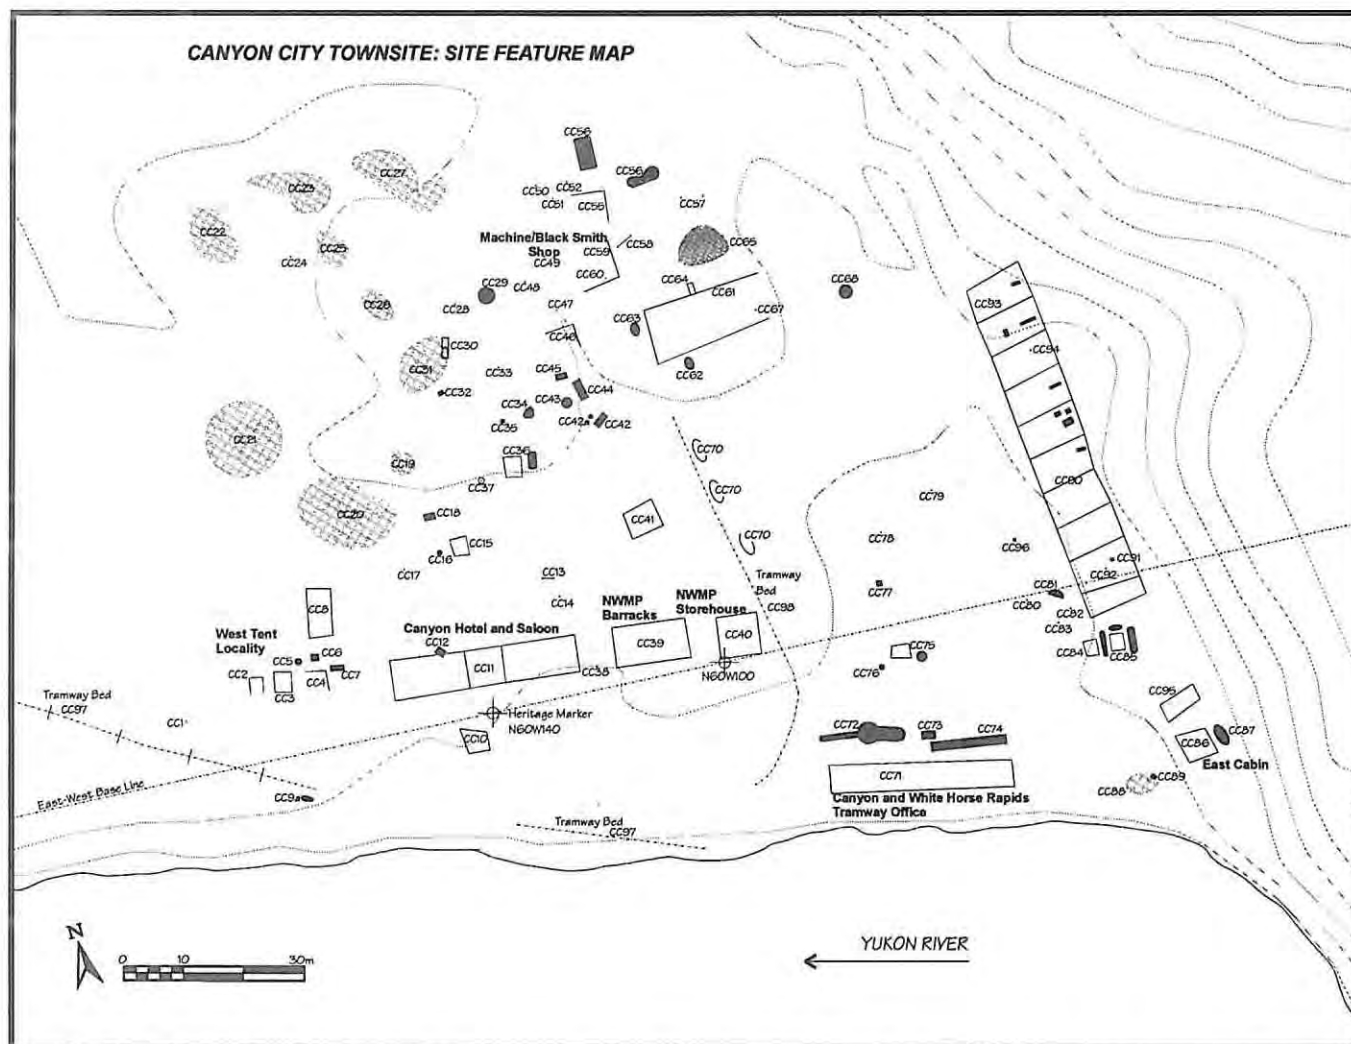 CANYON CITY TOWNSITE: SITE FEATURE MAP
CC56
CC56
CC27
CC23
CC50
CC52
CC51
CC55
CC57
CC22
CC25
CC24
Machine/Black Smith
Shop
CC58
CC59
CC65
CC49
CC60
CC64
CC61
CC29
CC48
CC28
CC28
CC47
CC67
CC68
CC93
CC63
CC46
CC30
CC31
CC33
CC45
CC62
CC94
CC32
CC44
CC34
CC43
CC35
CC42a
CC42
CC21
CC19
CC36
CC70
CC37
CC70
CC79
CC90
CC20
CC18
CC41
CC15
CC16
CC70
CC78
CC96
CC17
CC13
Tramway
Bed
CC98
CC91
CC92
CC14
CC77
CC81
CC80
CC82
CC8
NWMP
Barracks
NWMP
Storehouse
CC83
West Tent
Locality
Canyon Hotel and Saloon
CC12
CC39
CC40
CC75
CC84
CC85
CC6
CC5
CC11
CC38
CC76
CC2
CC3
CC4
CC7
N60W100
Tramway Bed
CC97
CC95
CC1
Heritage Marker
N60W140
CC72
CC73
CC74
CC87
CC10
CC86
East Cabin
CC71
CC89
CC88
East-West Base Line
CC9a
Canyon and White Horse Rapids
Tramway Office
Tramway Bed
CC97
N
YUKON RIVER
0 10 30m